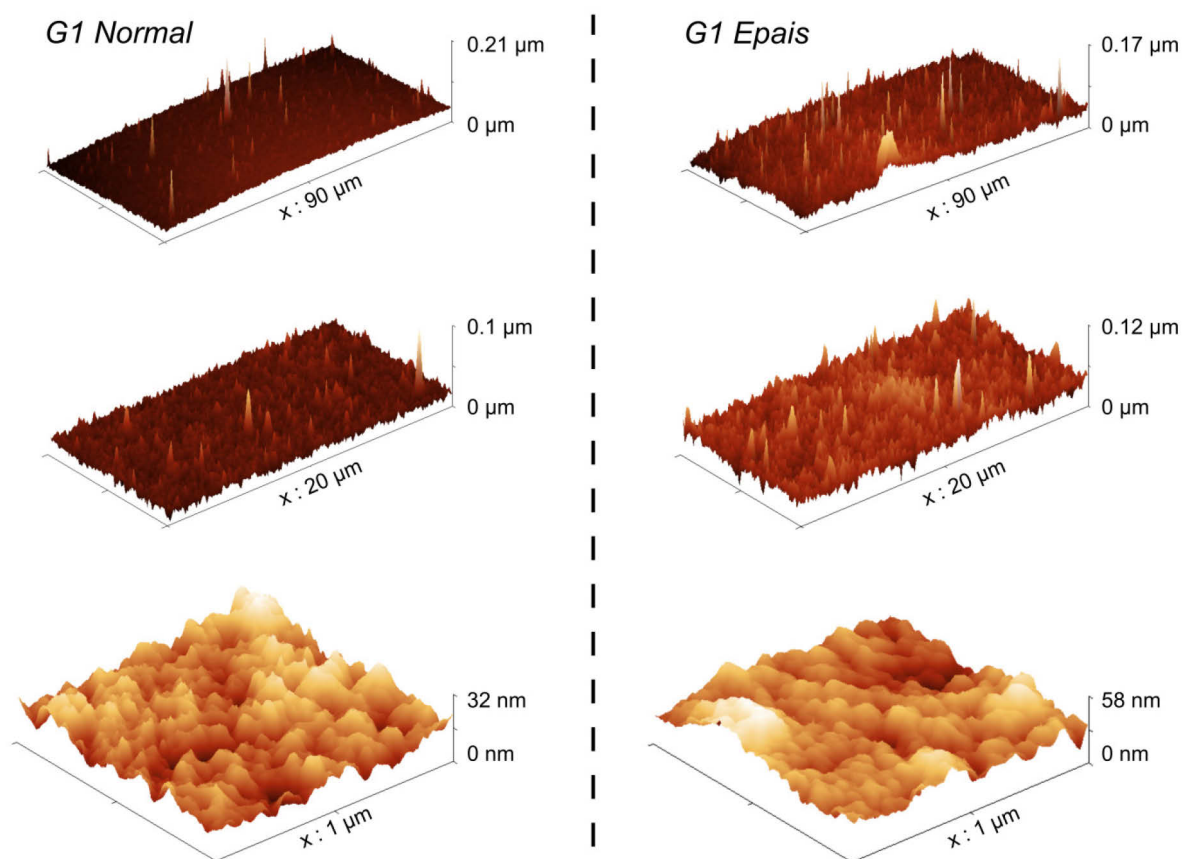 G1 Normal
0.21 µm
0 µm
x : 90 µm
0.1 µm
0 µm
x : 20 µm
32 nm
0 nm
x : 1 µm
G1 Epais
0.17 µm
0 µm
x : 90 µm
0.12 µm
0 µm
x : 20 µm
58 nm
0 nm
x : 1 µm